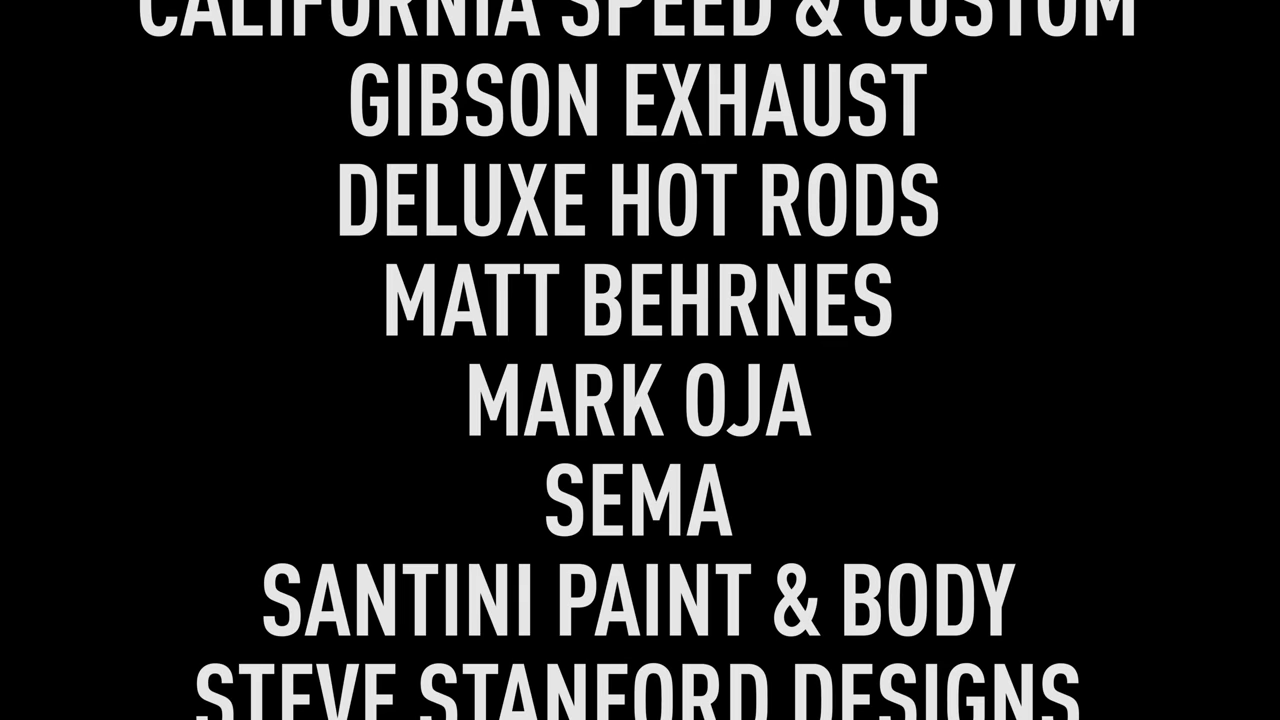 CALIFORNIA SPEED & CUSTOM
GIBSON EXHAUST
DELUXE HOT RODS
MATT BEHRNES
MARK OJA
SEMA
SANTINI PAINT & BODY
STEVE STANFORD DESIGNS